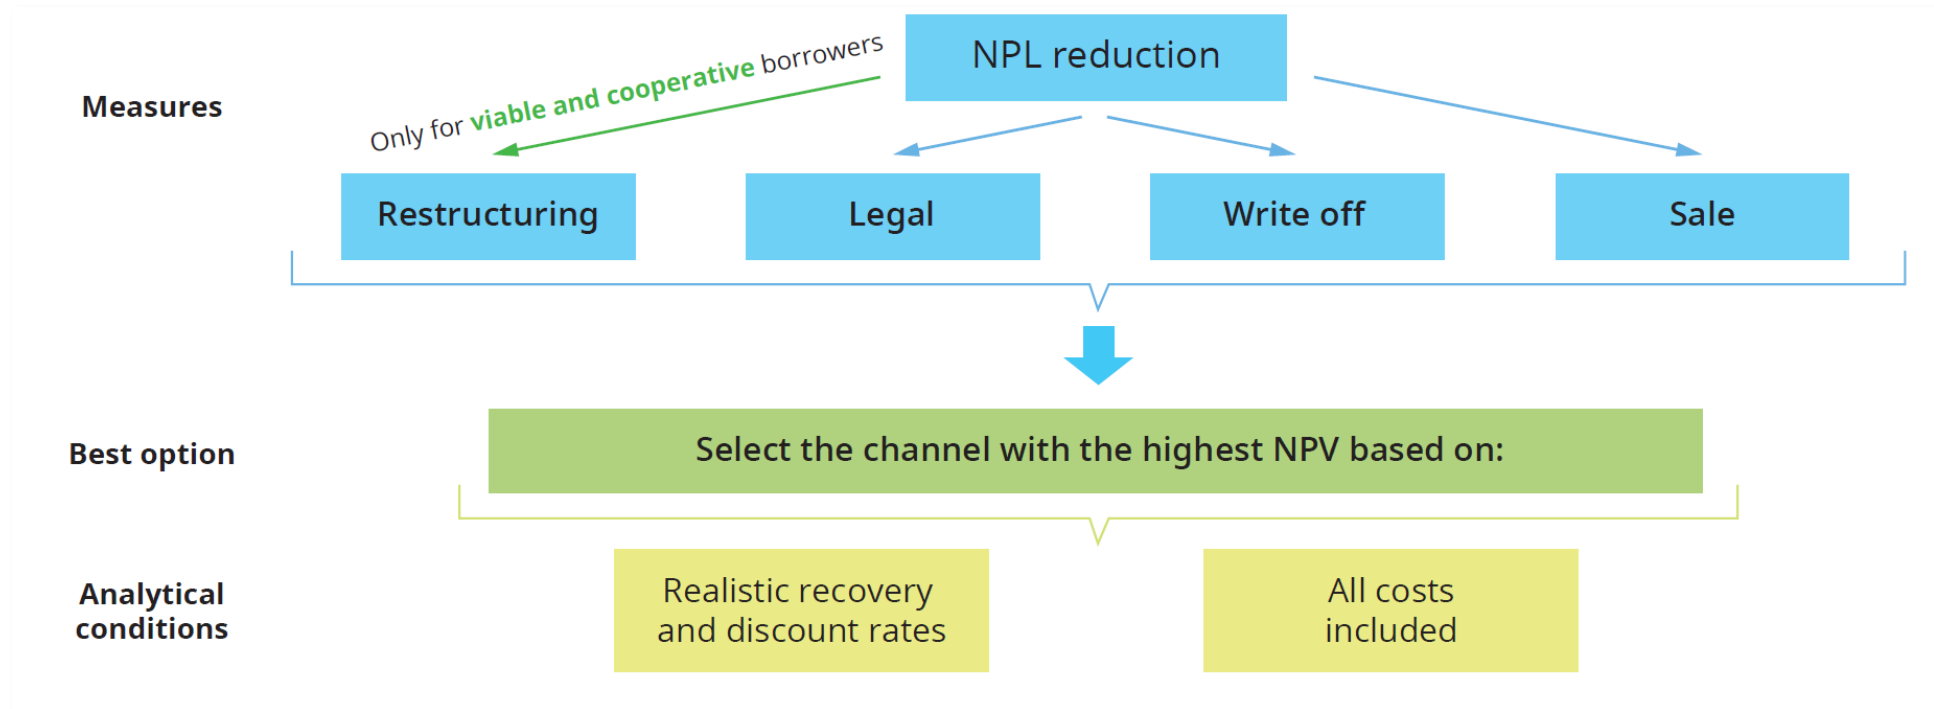 NPL reduction
Only for viable and cooperative borrowers
Measures
Restructuring
Legal
Write off
Sale
Best option
Select the channel with the highest NPV based on:
Analytical
conditions
Realistic recovery
and discount rates
All costs
included